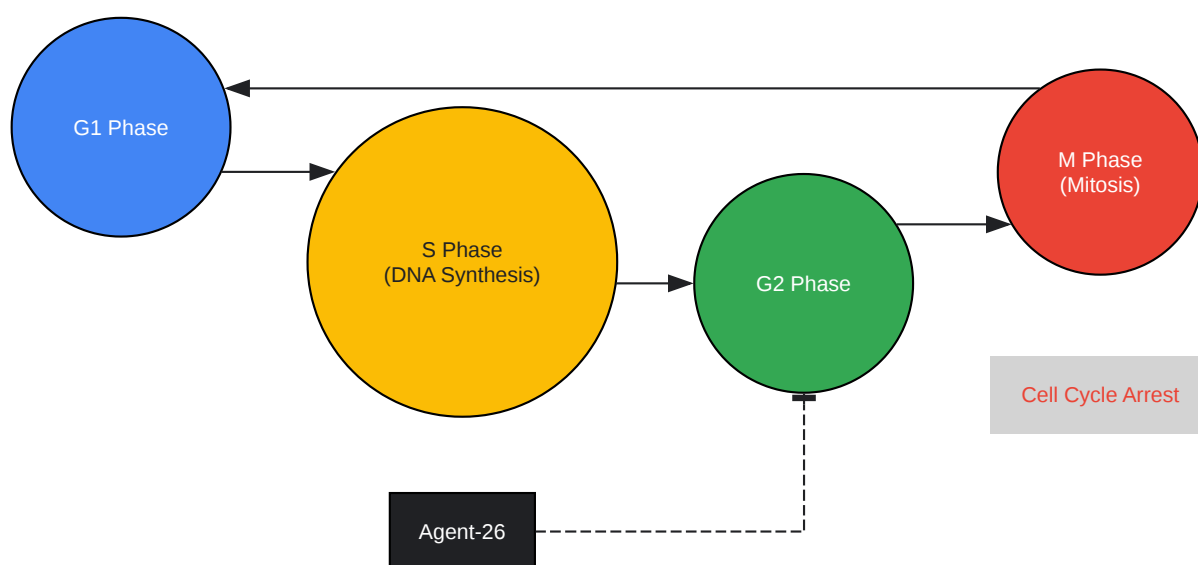 G1 Phase
S Phase
(DNA Synthesis)
G2 Phase
M Phase
(Mitosis)
Cell Cycle Arrest
Agent-26